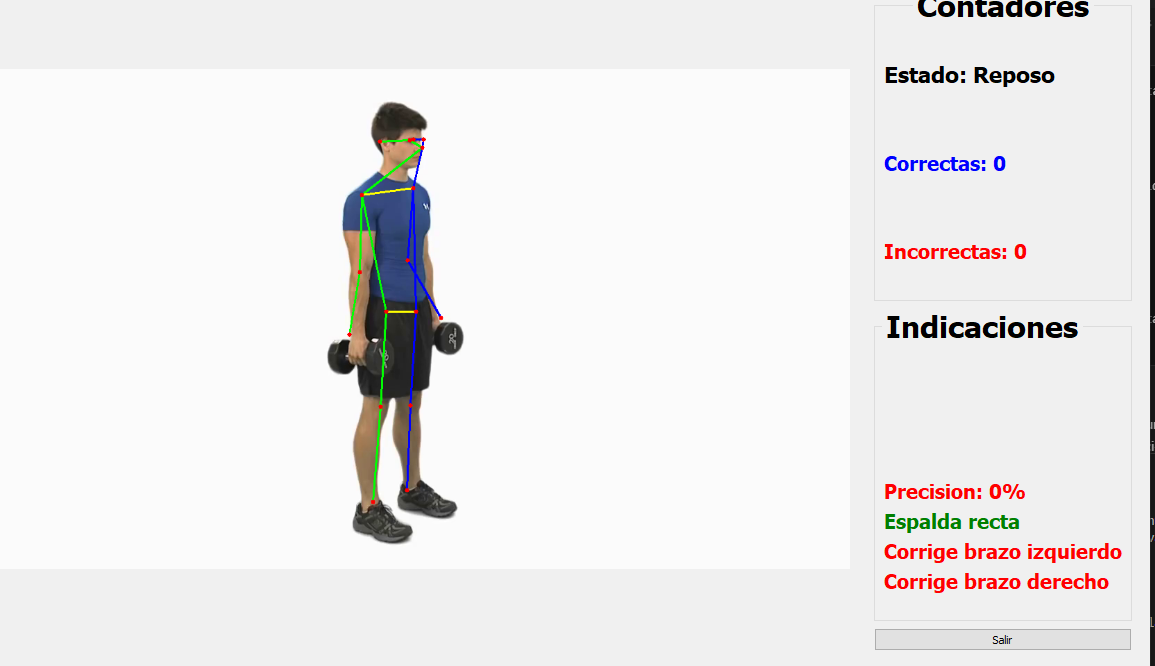 Contadores
Estado: Reposo
Correctas: 0
Incorrectas: 0
Indicaciones
Precision: 0%
Espalda recta
Corrige brazo izquierdo
Corrige brazo derecho
Salir